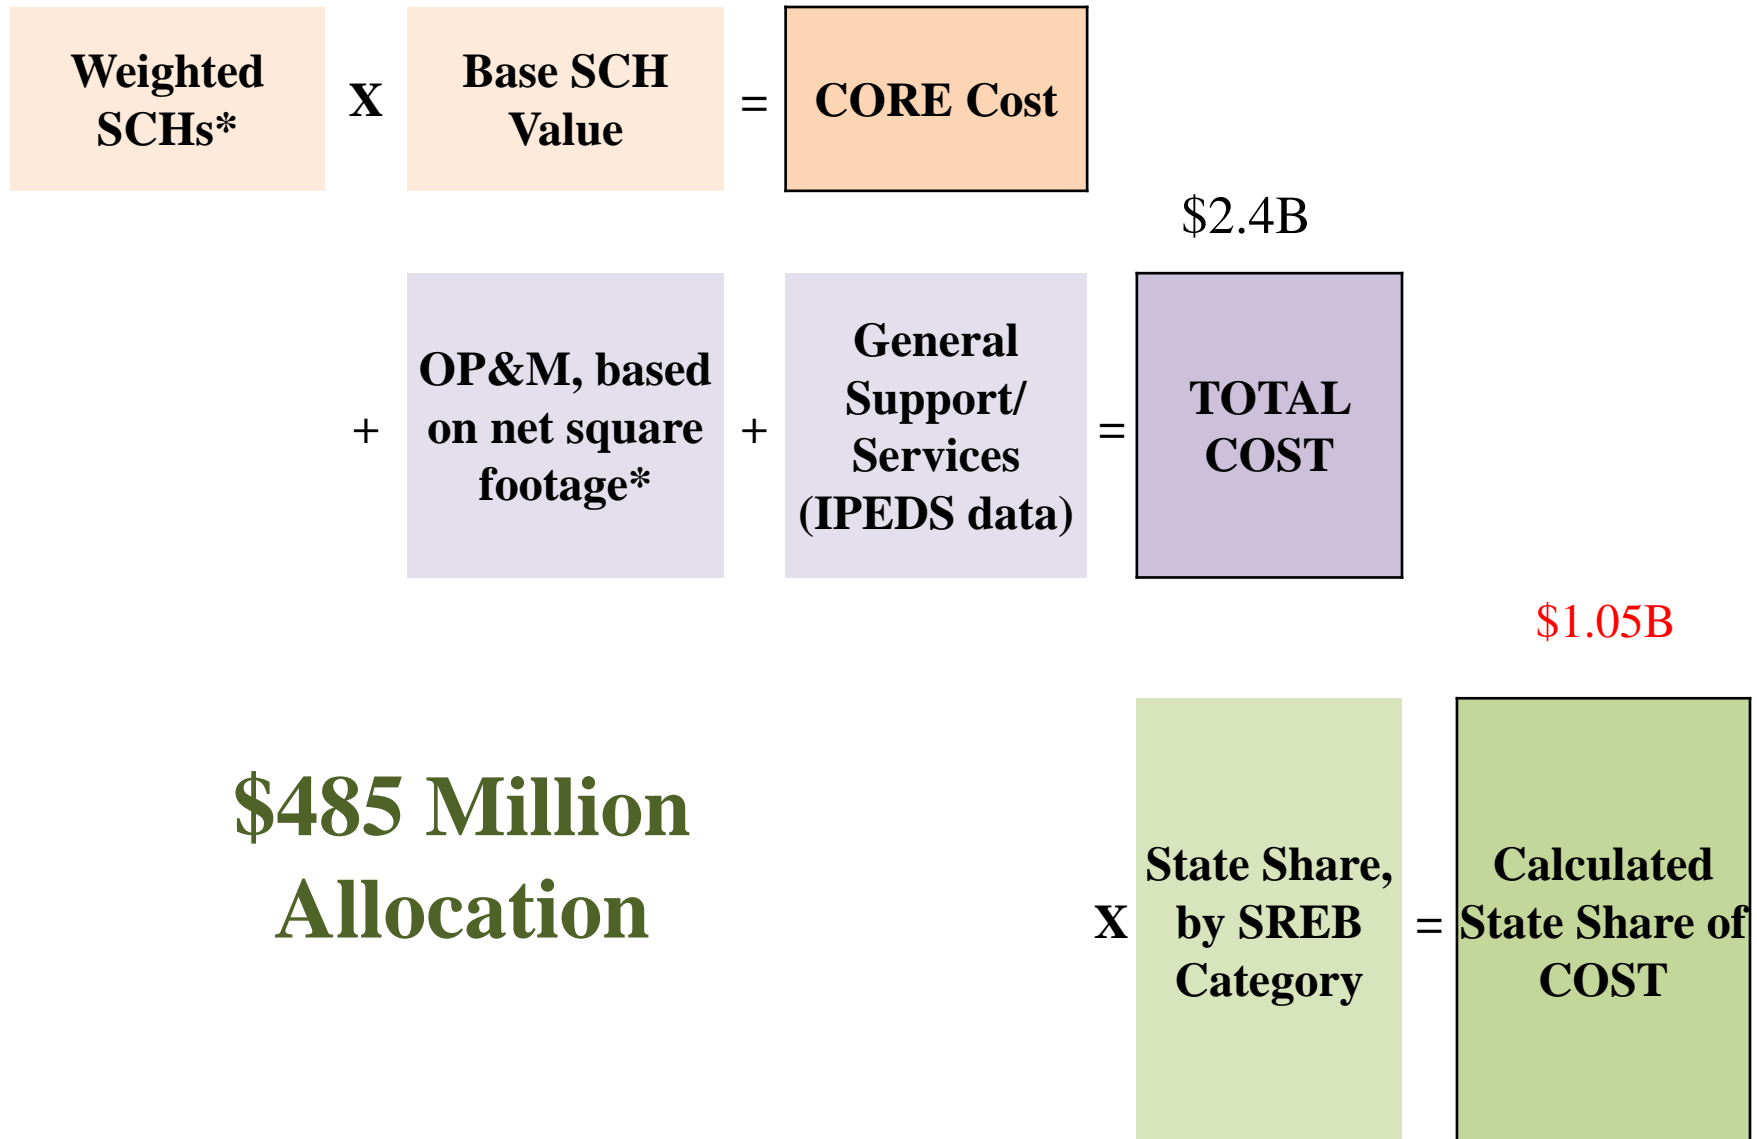 Weighted
SCHs*
X
Base SCH
Value
=
CORE Cost
$2.4B
+
OP&M, based
on net square
footage*
+
General
Support/
Services
(IPEDS data)
=
TOTAL
COST
$1.05B
$485 Million
Allocation
X
State Share,
by SREB
Category
=
Calculated
State Share of
COST